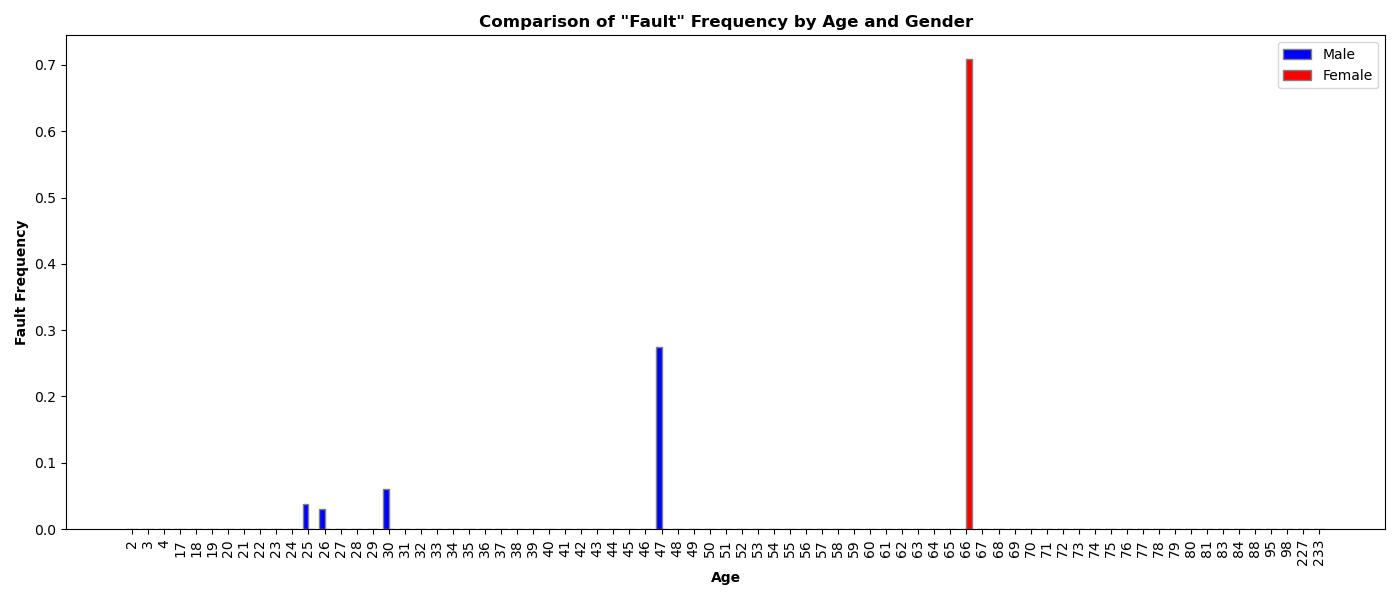 Comparison of "Fault" Frequency by Age and Gender
Male
Female
Fault Frequency
0.7
0.6
0.5
0.4
0.3
0.2
0.1
0.0
2 3 4 17 18 19 20 21 22 23 24 25 26 27 28 29 30 31 32 33 34 35 36 37 38 39 40 41 42 43 44 45 46 47 48 49 50 51 52 53 54 55 56 57 58 59 60 61 62 63 64 65 66 67 68 69 70 71 72 73 74 75 76 77 78 79 80 81 83 84 88 95 98 227 233
Age